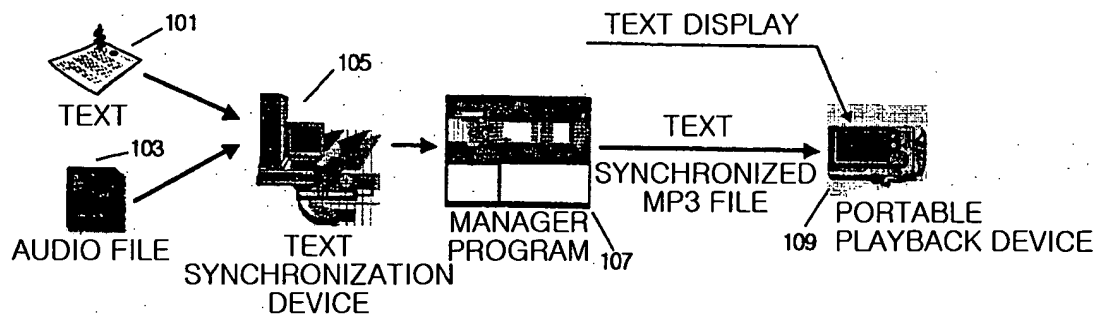 101
TEXT
103
AUDIO FILE
105
TEXT
SYNCHRONIZATION
DEVICE
MANAGER
PROGRAM
107
TEXT DISPLAY
TEXT
SYNCHRONIZED
MP3 FILE
109
PORTABLE
PLAYBACK DEVICE